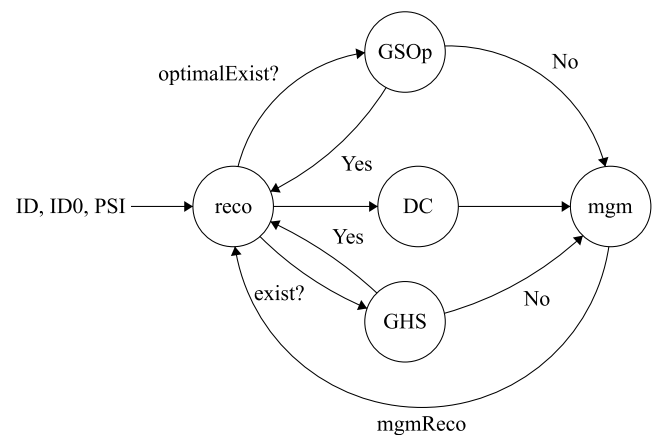 GSOp
No
optimalExist?
Yes
ID, ID0, PSI
reco
DC
mgm
Yes
exist?
GHS
No
mgmReco